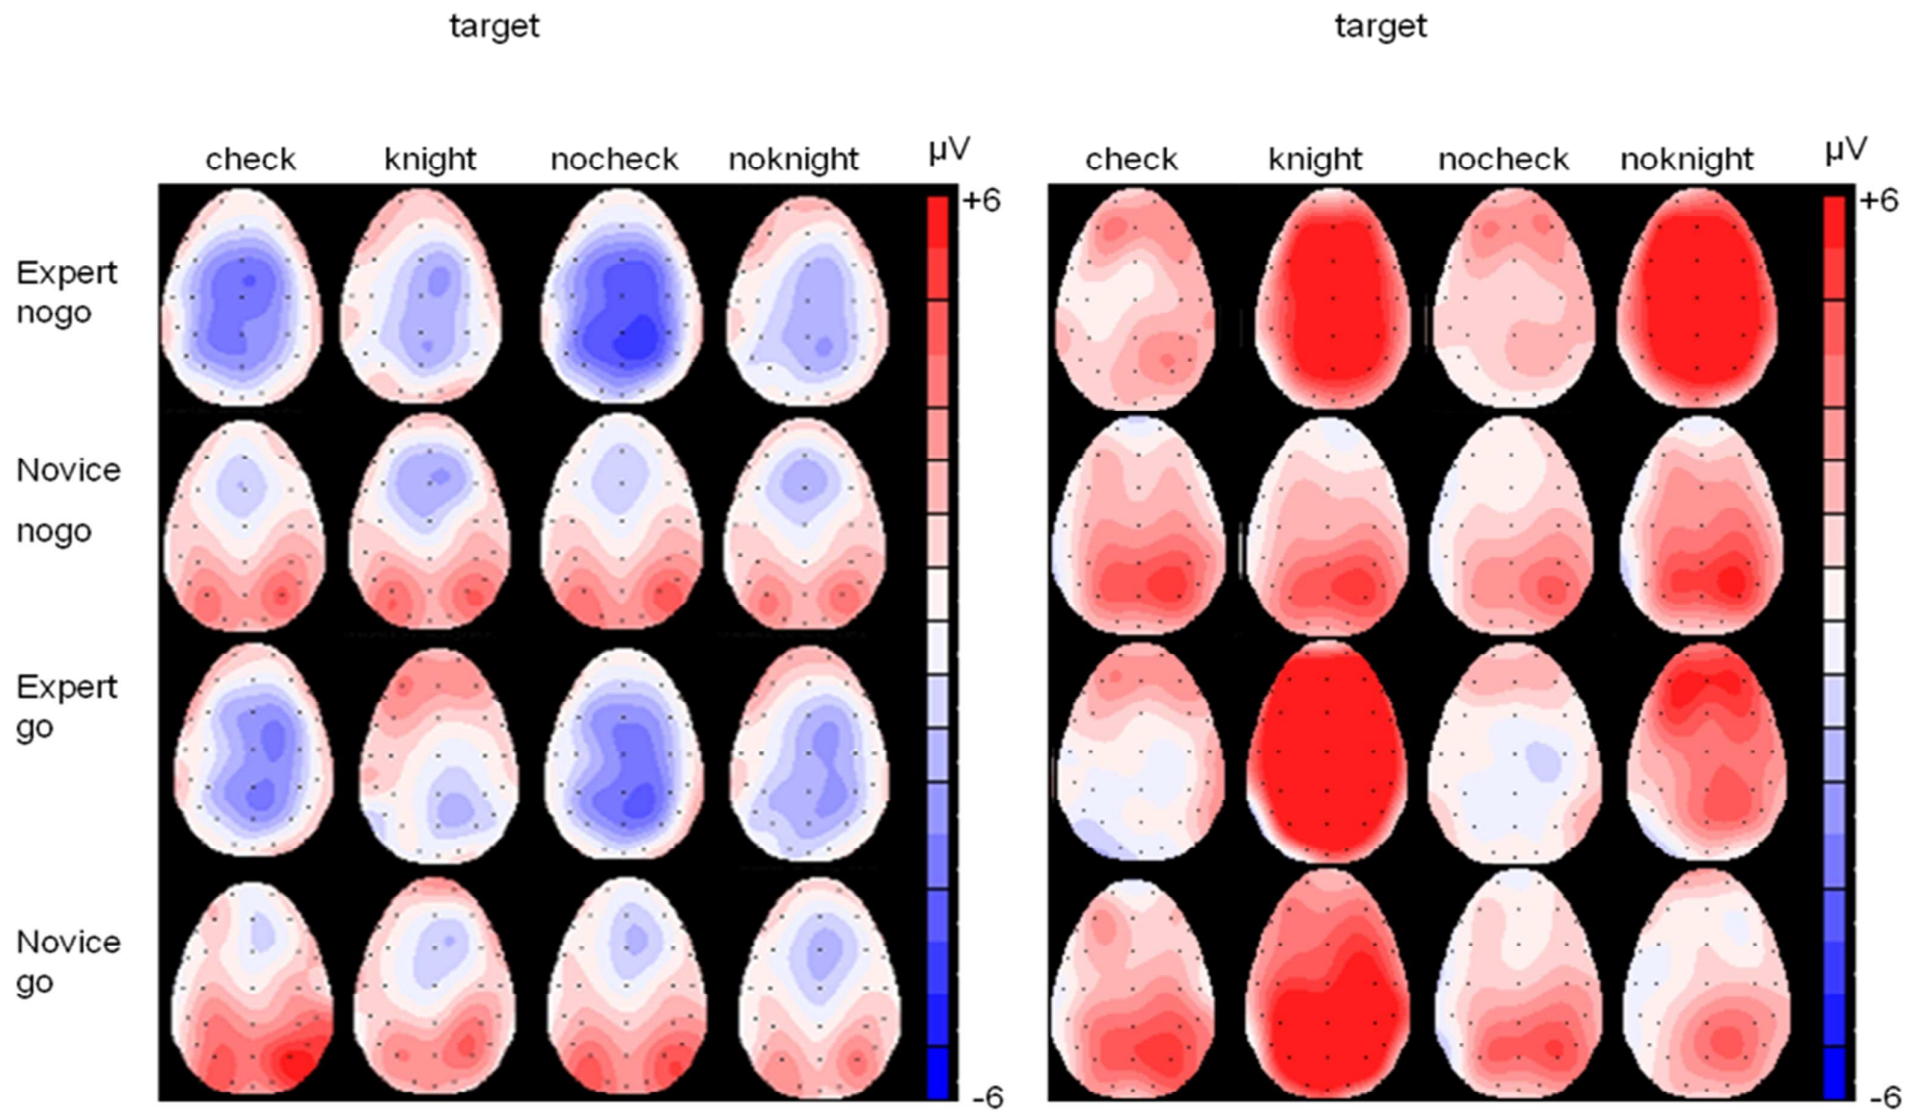 target target
check knight nocheck noknight µV check knight nocheck noknight µV
+6 +6
Expert
nogo
Novice
nogo
Expert
go
Novice
go
-6 -6